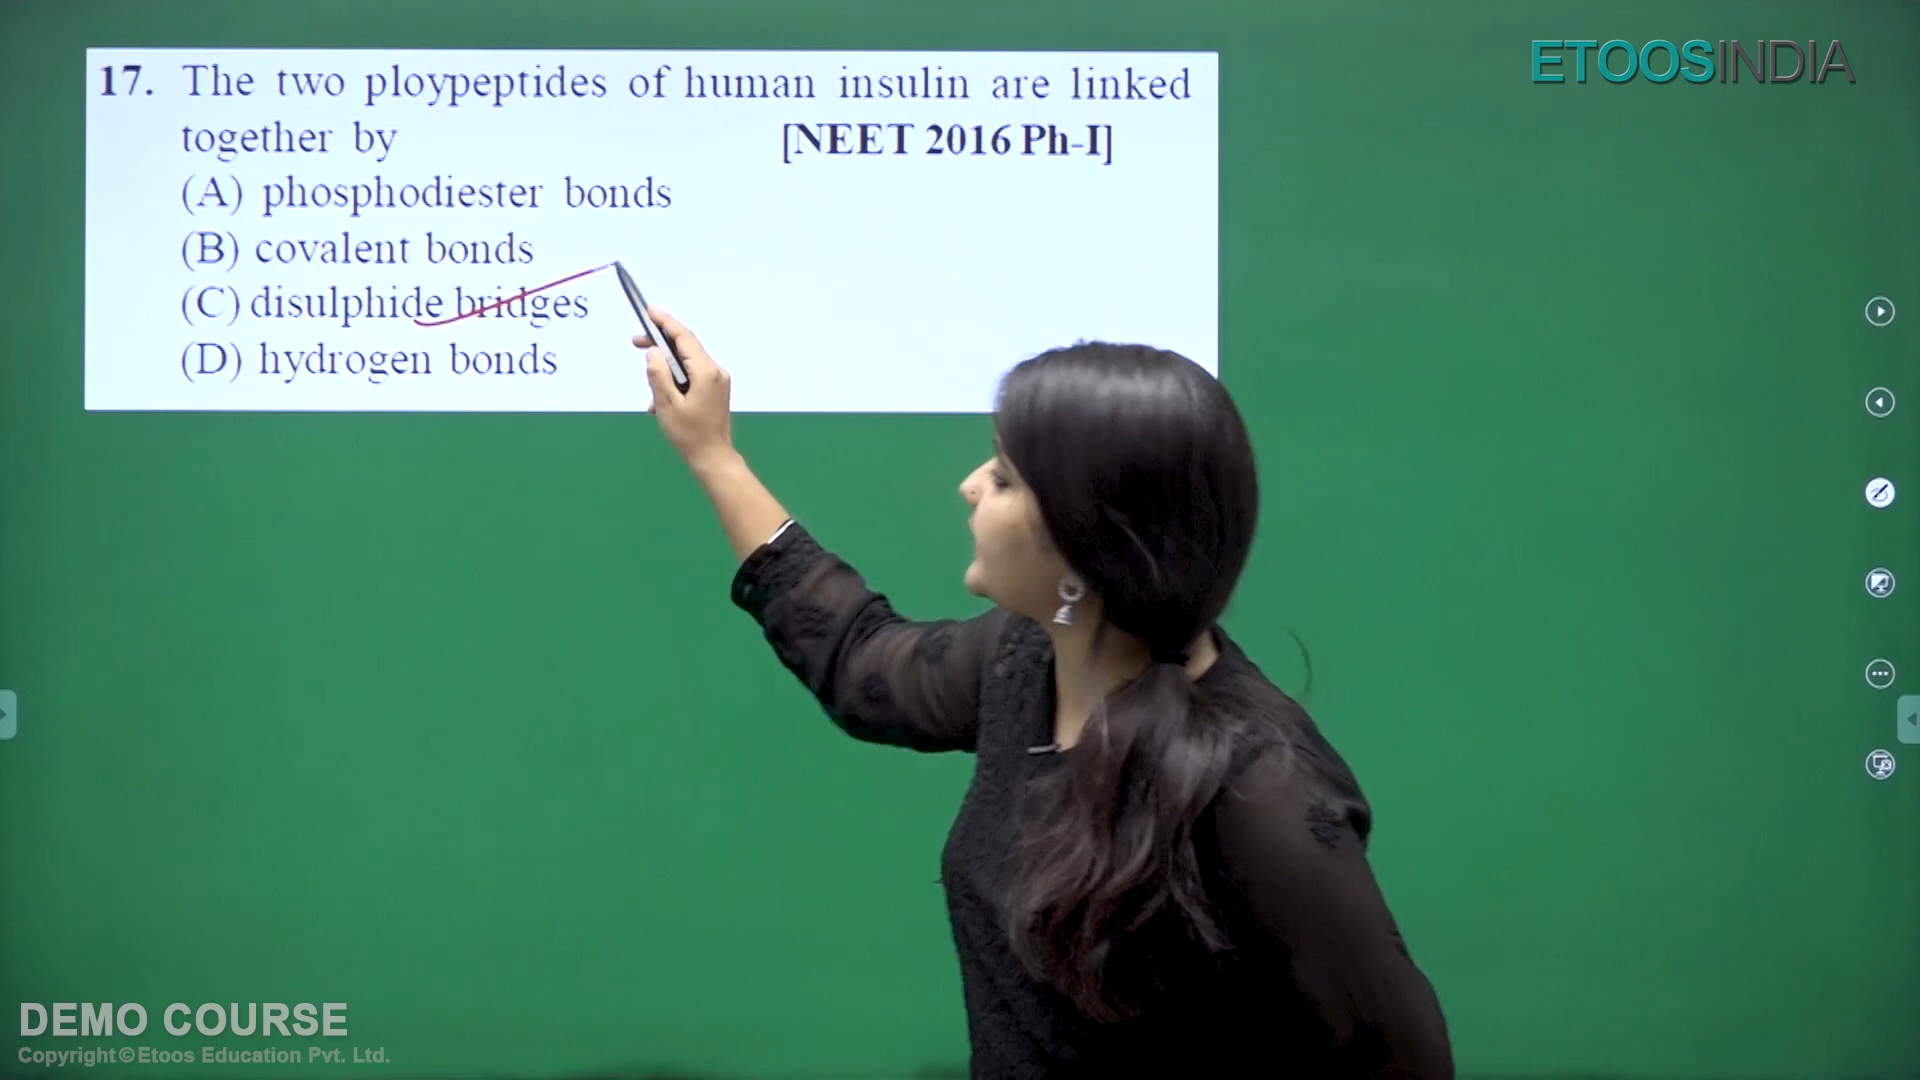 ETOOSINDIA
17. The two ploypeptides of human insulin are linked
together by [NEET 2016 Ph-I]
(A) phosphodiester bonds
(B) covalent bonds
(C) disulphide bridges
(D) hydrogen bonds
DEMO COURSE
Copyright © Etoos Education Pvt. Ltd.